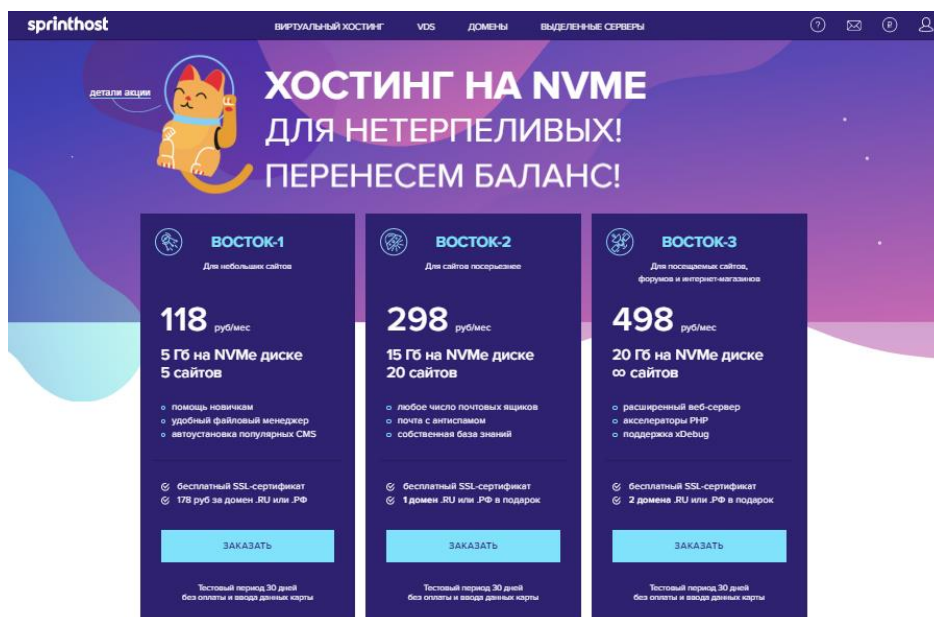 sprinthost
ВИРТУАЛЬНЫЙ ХОСТИНГ VDS ДОМЕНЫ ВЫДЕЛЕННЫЕ СЕРВЕРЫ
детали акции
ХОСТИНГ НА NVME
ДЛЯ НЕТЕРПЕЛИВЫХ!
ПЕРЕНЕСЕМ БАЛАНС!
ВОСТОК-1
Для небольших сайтов
118 руб/мес
5 Гб на NVMe диске
5 сайтов
помощь новичкам
удобный файловый менеджер
автоустановка популярных CMS
бесплатный SSL-сертификат
178 руб за домен .RU или .РФ
ЗАКАЗАТЬ
Тестовый период 30 дней
без оплаты и ввода данных карты
ВОСТОК-2
Для сайтов посерьезнее
298 руб/мес
15 Гб на NVMe диске
20 сайтов
любое число почтовых ящиков
почта с антиспамом
собственная база знаний
бесплатный SSL-сертификат
1 домен .RU или .РФ в подарок
ЗАКАЗАТЬ
Тестовый период 30 дней
без оплаты и ввода данных карты
ВОСТОК-3
Для посещаемых сайтов,
форумов и интернет-магазинов
498 руб/мес
20 Гб на NVMe диске
∞ сайтов
расширенный веб-сервер
акселераторы PHP
поддержка xDebug
бесплатный SSL-сертификат
2 домена .RU или .РФ в подарок
ЗАКАЗАТЬ
Тестовый период 30 дней
без оплаты и ввода данных карты